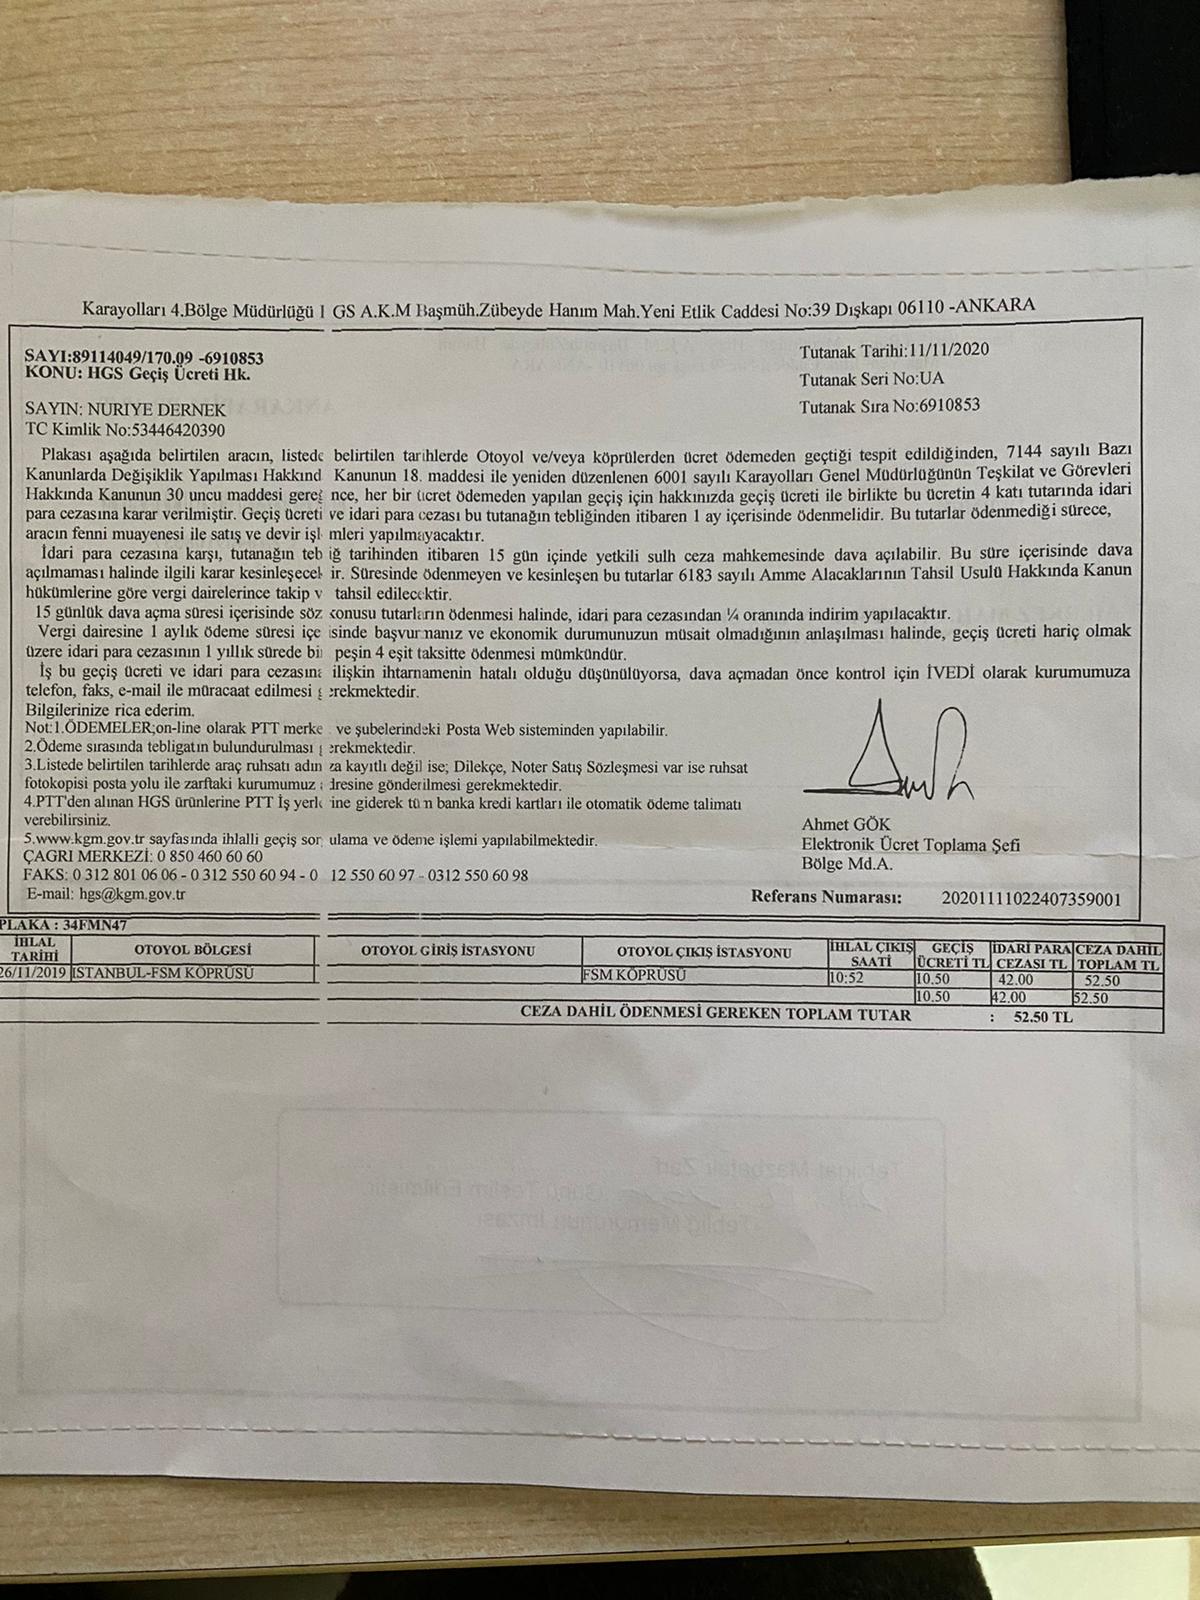 Karayolları 4.Bölge Müdürlüğü GS A.K.M Başmüh.Zübeyde Hanım Mah.Yeni Etlik Caddesi No:39 Dışkapı 06110 -ANKARA
SAYI:89114049/170.09 -6910853
KONU: HGS Geçiş Ücreti Hk.
Tutanak Tarihi:11/11/2020
Tutanak Seri No:UA
Tutanak Sıra No:6910853
SAYIN: NURIYE DERNEK
TC Kimlik No:53446420390
Plakası aşağıda belirtilen aracın, listede belirtilen tarihlerde Otoyol ve/veya köprülerden ücret ödemeden geçtiği tespit edildiğinden, 7144 sayılı Bazı
Kanunlarda Değişiklik Yapılması Hakkınd Kanunun 18. maddesi ile yeniden düzenlenen 6001 sayılı Karayolları Genel Müdürlüğünün Teşkilat ve Görevleri
Hakkında Kanunun 30 uncu maddesi gereğ nce, her bir ücret ödemeden yapılan geçiş için hakkınızda geçiş ücreti ile birlikte bu ücretin 4 katı tutarında idari
para cezasına karar verilmiştir. Geçiş ücreti ve idari para cezası bu tutanağın tebliğinden itibaren 1 ay içerisinde ödenmelidir. Bu tutarlar ödenmediği sürece,
aracın fenni muayenesi ile satış ve devir işl mleri yapılmayacaktır.
İdari para cezasına karşı, tutanağın teb iğ tarihinden itibaren 15 gün içinde yetkili sulh ceza mahkemesinde dava açılabilir. Bu süre içerisinde dava
açılmaması halinde ilgili karar kesinleşecek ir. Süresinde ödenmeyen ve kesinleşen bu tutarlar 6183 sayılı Amme Alacaklarının Tahsil Usulü Hakkında Kanun
hükümlerine göre vergi dairelerince takip v tahsil edilecektir.
15 günlük dava açma süresi içerisinde söz konusu tutarların ödenmesi halinde, idari para cezasından ¼ oranında indirim yapılacaktır.
Vergi dairesine 1 aylık ödeme süresi içe isinde başvurmanız ve ekonomik durumunuzun müsait olmadığının anlaşılması halinde, geçiş ücreti hariç olmak
üzere idari para cezasının 1 yıllık sürede bi peşin 4 eşit taksitte ödenmesi mümkündür.
İş bu geçiş ücreti ve idari para cezasına ilişkin ihtarnamenin hatalı olduğu düşünülüyorsa, dava açmadan önce kontrol için İVEDİ olarak kurumumuza
telefon, faks, e-mail ile müracaat edilmesi g erekmektedir.
Bilgilerinize rica ederim.
Not:1.ÖDEMELER;on-line olarak PTT merke ve şubelerindeki Posta Web sisteminden yapılabilir.
2.Ödeme sırasında tebligatın bulundurulması g erekmektedir.
3.Listede belirtilen tarihlerde araç ruhsatı adın za kayıtlı değil ise; Dilekçe, Noter Satış Sözleşmesi var ise ruhsat
fotokopisi posta yolu ile zarftaki kurumumuz a dresine gönderilmesi gerekmektedir.
4.PTT'den alınan HGS ürünlerine PTT İş yerl ine giderek tüm banka kredi kartları ile otomatik ödeme talimatı
verebilirsiniz.
5.www.kgm.gov.tr sayfasında ihlalli geçiş sor ulama ve ödeme işlemi yapılabilmektedir.
ÇAGRI MERKEZİ: 0 850 460 60 60
FAKS: 0 312 801 06 06 - 0 312 550 60 94 - 0 12 550 60 97 - 0312 550 60 98
E-mail: hgs@kgm.gov.tr
Ahmet GÖK
Elektronik Ücret Toplama Şefi
Bölge Md.A.
Referans Numarası: 20201111022407359001
PLAKA : 34FMN47
İHLAL TARİHİ OTOYOL BÖLGESİ OTOYOL GİRİŞ İSTASYONU OTOYOL ÇIKIŞ İSTASYONU İHLAL ÇIKIŞ SAATİ GEÇİŞ ÜCRETİ TL İDARİ PARA CEZASI TL CEZA DAHİL TOPLAM TL
26/11/2019 İSTANBUL-FSM KÖPRÜSÜ FSM KÖPRÜSÜ 10:52 10.50 42.00 52.50
10.50 42.00 52.50
CEZA DAHİL ÖDENMESİ GEREKEN TOPLAM TUTAR : 52.50 TL